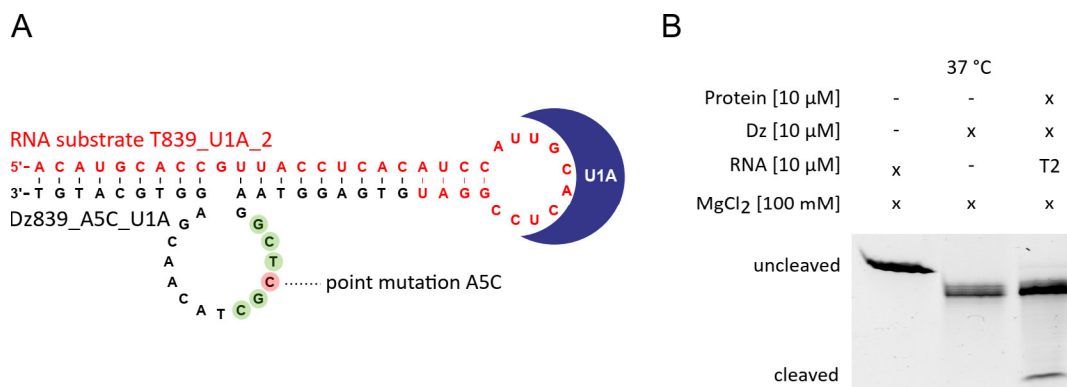 A
B
RNA substrate T839_U1A_2
5'-A C A U G C A C C G U U A C C U C A C A U C C A U U G C A C U C C
3'-T G T A C G T G G A G C A A C A T C G C T C G G A A T G G A G T G U A G G
U1A
Dz839_A5C_U1A
point mutation A5C
37 °C
Protein [10 µM] - - x
Dz [10 µM] - x x
RNA [10 µM] x - T2
MgCl2 [100 mM] x x x
uncleaved
cleaved